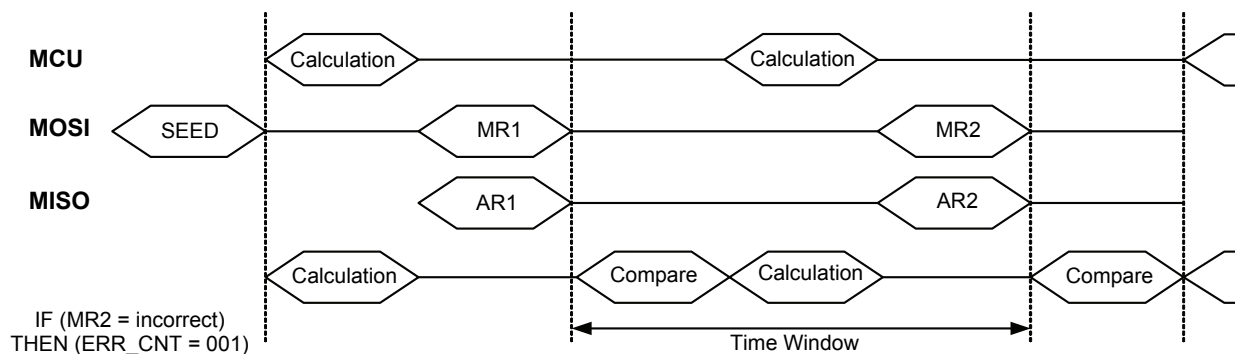 MCU
Calculation
Calculation
MOSI
SEED
MR1
MR2
MISO
AR1
AR2
Calculation
Compare
Calculation
Compare
IF (MR2 = incorrect)
THEN (ERR_CNT = 001)
Time Window